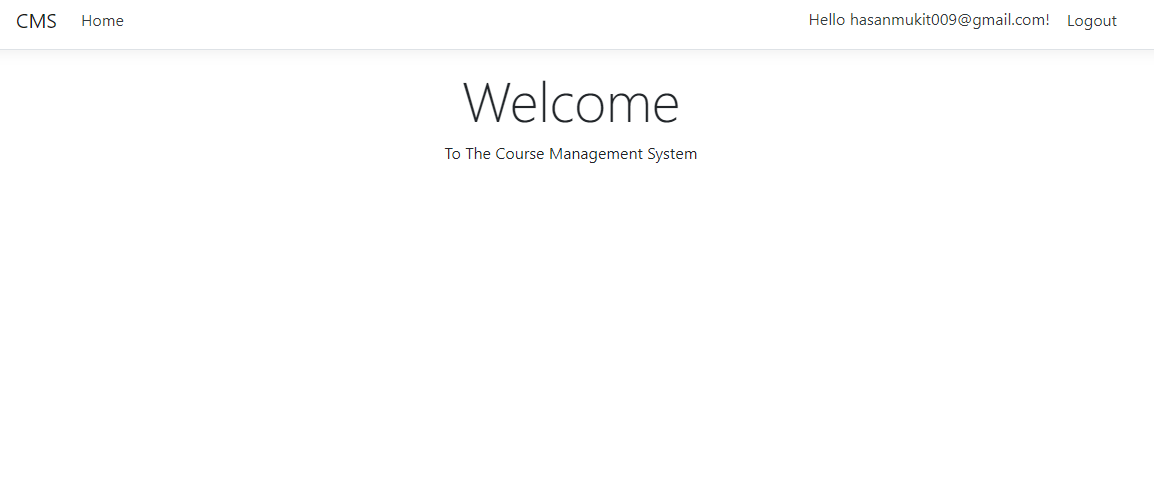 CMS Home Hello hasanmukit009@gmail.com! Logout
Welcome
To The Course Management System